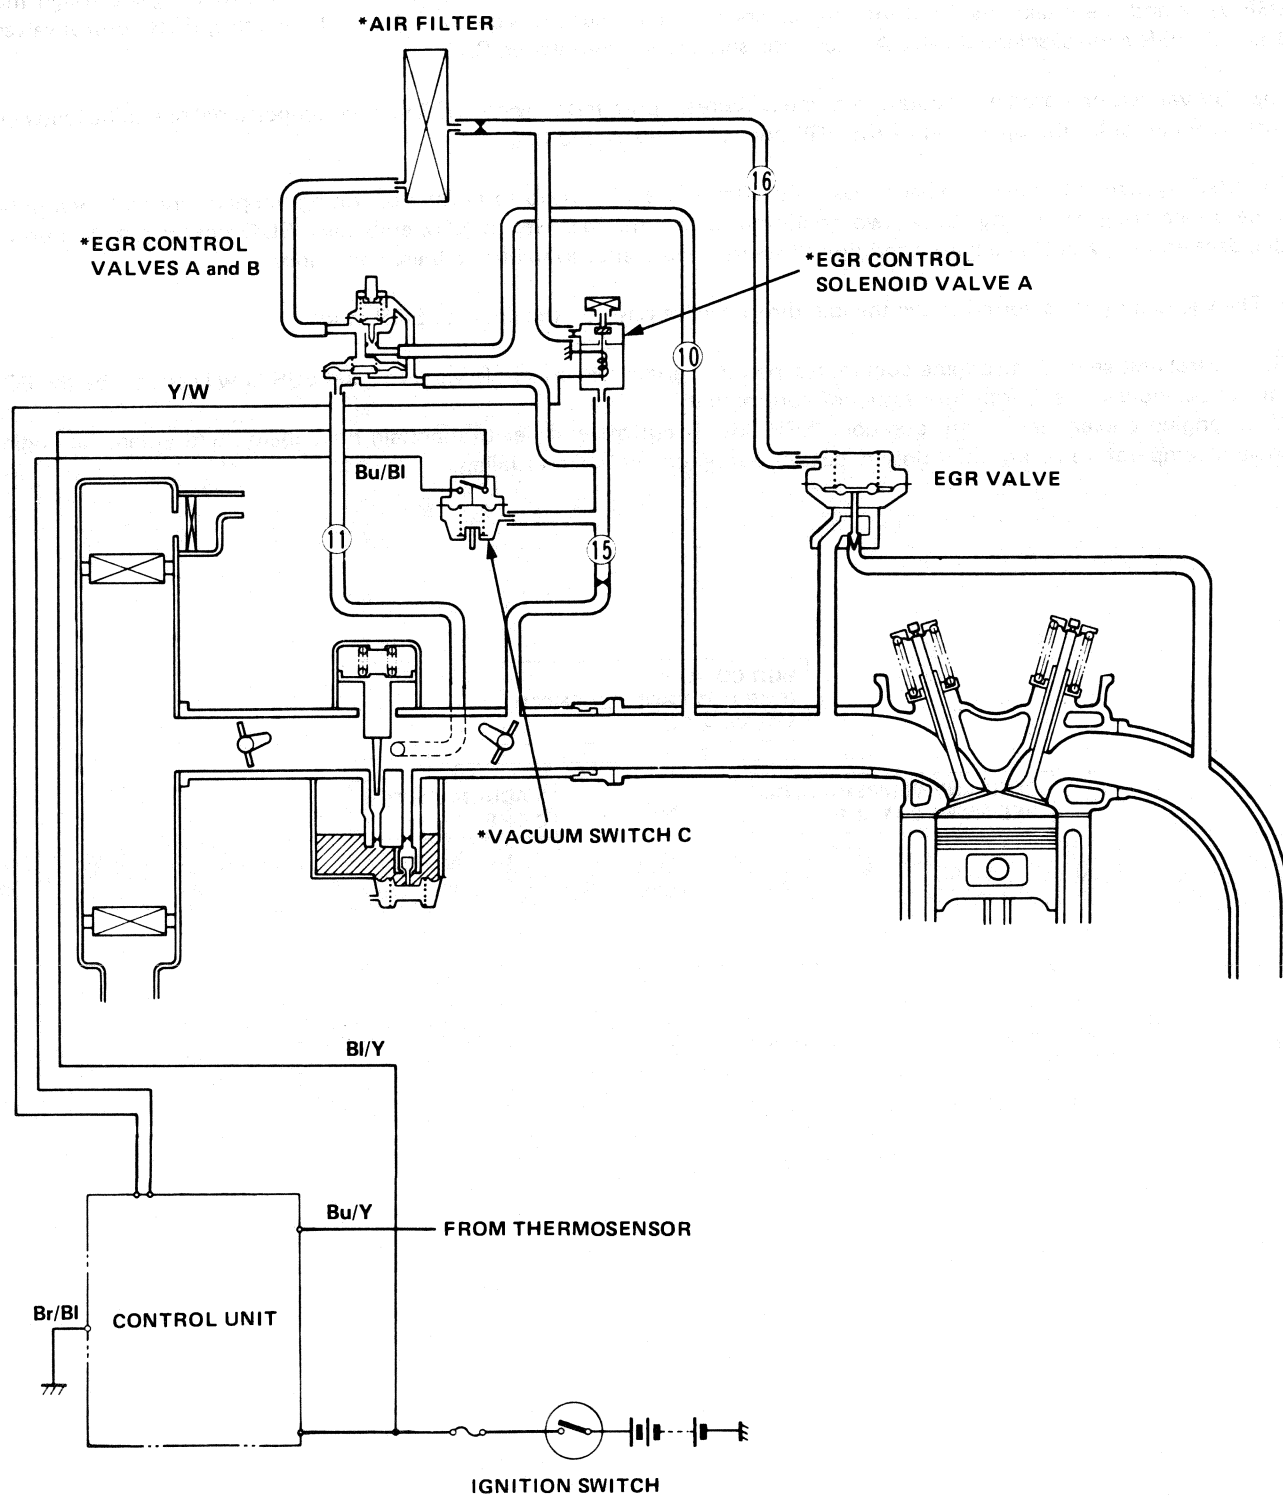 *AIR FILTER
16
*EGR CONTROL
VALVES A and B
*EGR CONTROL
SOLENOID VALVE A
10
Y/W
Bu/Bl
EGR VALVE
11
15
*VACUUM SWITCH C
Bl/Y
Bu/Y
FROM THERMOSENSOR
Br/Bl
CONTROL UNIT
IGNITION SWITCH